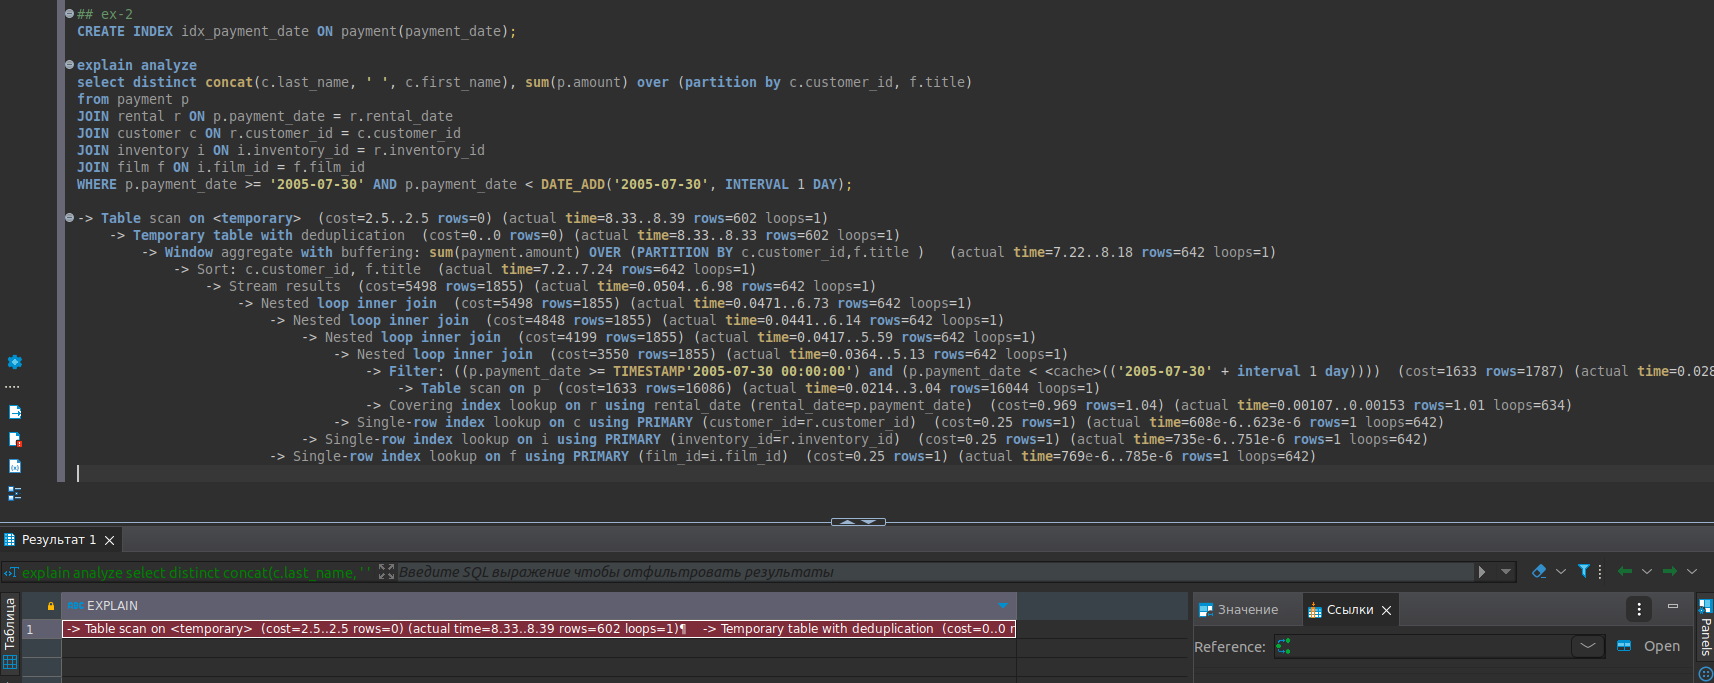 ## ex-2
CREATE INDEX idx_payment_date ON payment(payment_date);
explain analyze
select distinct concat(c.last_name, ' ', c.first_name), sum(p.amount) over (partition by c.customer_id, f.title)
from payment p
JOIN rental r ON p.payment_date = r.rental_date
JOIN customer c ON r.customer_id = c.customer_id
JOIN inventory i ON i.inventory_id = r.inventory_id
JOIN film f ON i.film_id = f.film_id
WHERE p.payment_date >= '2005-07-30' AND p.payment_date < DATE_ADD('2005-07-30', INTERVAL 1 DAY);
-> Table scan on <temporary>  (cost=2.5..2.5 rows=0) (actual time=8.33..8.39 rows=602 loops=1)
-> Temporary table with deduplication  (cost=0..0 rows=0) (actual time=8.33..8.33 rows=602 loops=1)
-> Window aggregate with buffering: sum(payment.amount) OVER (PARTITION BY c.customer_id,f.title )   (actual time=7.22..8.18 rows=642 loops=1)
-> Sort: c.customer_id, f.title  (actual time=7.2..7.24 rows=642 loops=1)
-> Stream results  (cost=5498 rows=1855) (actual time=0.0504..6.98 rows=642 loops=1)
-> Nested loop inner join  (cost=5498 rows=1855) (actual time=0.0471..6.73 rows=642 loops=1)
-> Nested loop inner join  (cost=4848 rows=1855) (actual time=0.0441..6.14 rows=642 loops=1)
-> Nested loop inner join  (cost=4199 rows=1855) (actual time=0.0417..5.59 rows=642 loops=1)
-> Nested loop inner join  (cost=3550 rows=1855) (actual time=0.0364..5.13 rows=642 loops=1)
-> Filter: ((p.payment_date >= TIMESTAMP'2005-07-30 00:00:00') and (p.payment_date < <cache>(('2005-07-30' + interval 1 day))))  (cost=1633 rows=1787) (actual time=0.028
-> Table scan on p  (cost=1633 rows=16086) (actual time=0.0214..3.04 rows=16044 loops=1)
-> Covering index lookup on r using rental_date (rental_date=p.payment_date)  (cost=0.969 rows=1.04) (actual time=0.00107..0.00153 rows=1.01 loops=634)
-> Single-row index lookup on c using PRIMARY (customer_id=r.customer_id)  (cost=0.25 rows=1) (actual time=608e-6..623e-6 rows=1 loops=642)
-> Single-row index lookup on i using PRIMARY (inventory_id=r.inventory_id)  (cost=0.25 rows=1) (actual time=735e-6..751e-6 rows=1 loops=642)
-> Single-row index lookup on f using PRIMARY (film_id=i.film_id)  (cost=0.25 rows=1) (actual time=769e-6..785e-6 rows=1 loops=642)
Результат 1
explain analyze select distinct concat(c.last_name, ' ' Введите SQL выражение чтобы отфильтровать результаты
Таблица
EXPLAIN
1 -> Table scan on <temporary>  (cost=2.5..2.5 rows=0) (actual time=8.33..8.39 rows=602 loops=1)¶    -> Temporary table with deduplication  (cost=0..0 r
Значение Ссылки
Reference: Open
Panels